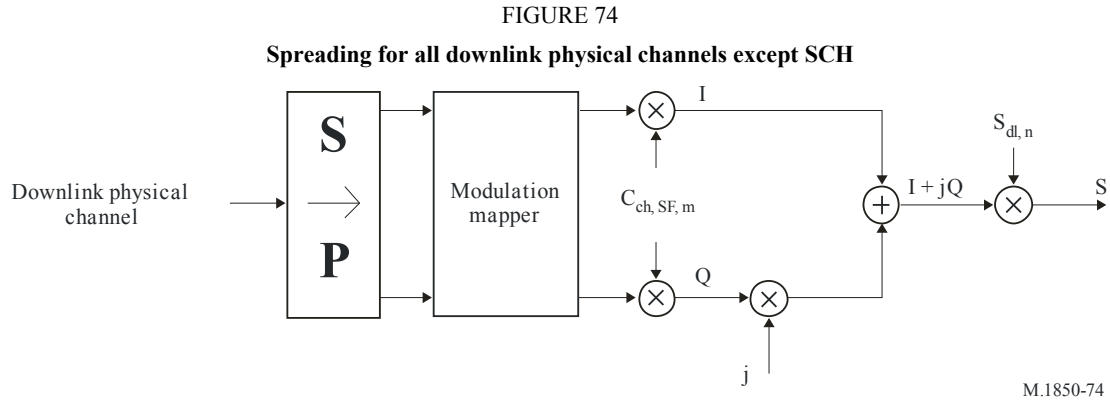 FIGURE 74
Spreading for all downlink physical channels except SCH
Downlink physical
channel
S
P
Modulation
mapper
I
C_ch, SF, m
Q
j
I + jQ
S_dl, n
S
M.1850-74